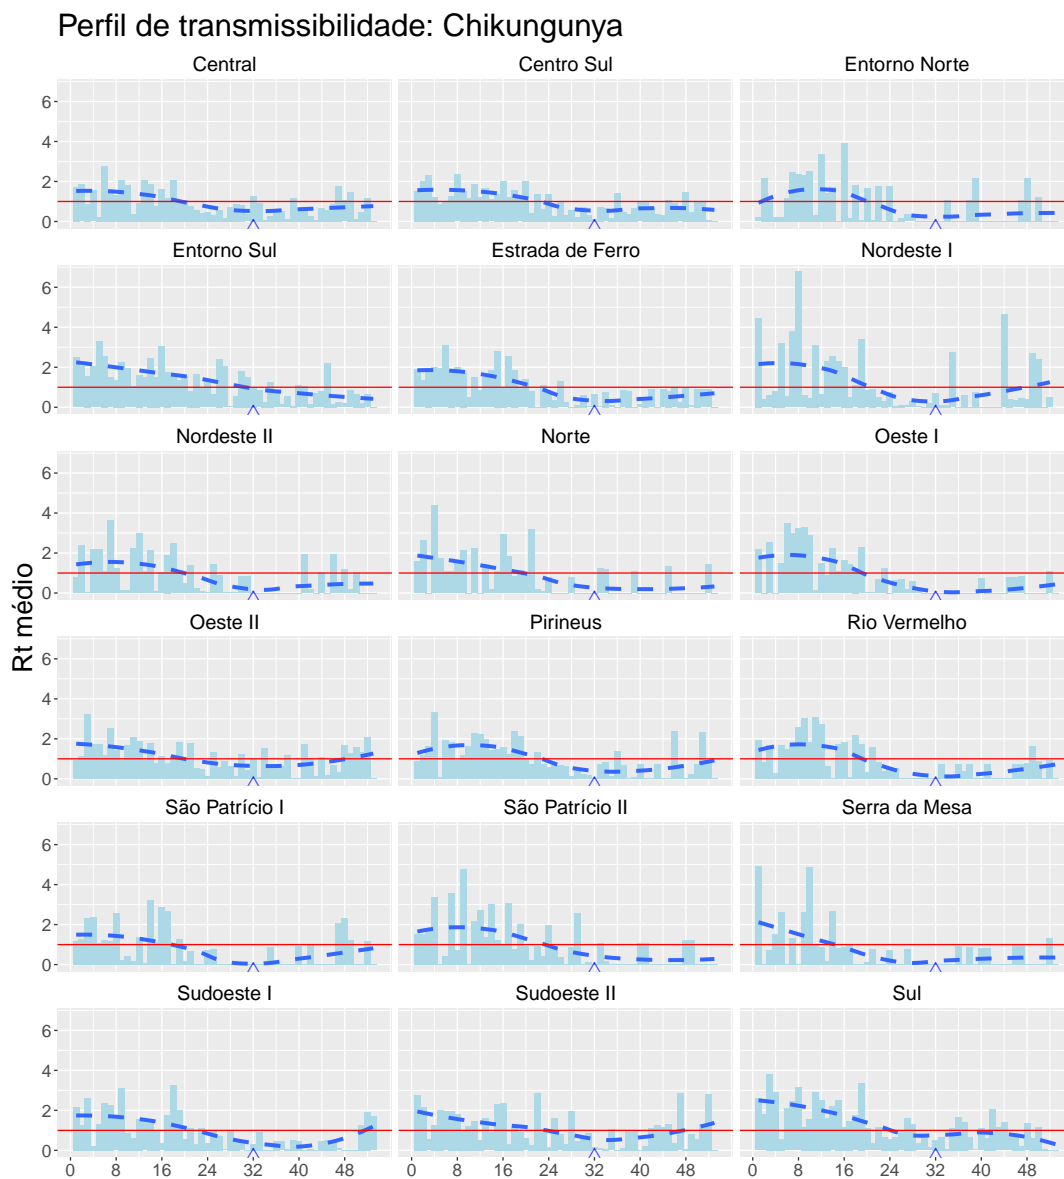 Perfil de transmissibilidade: Chikungunya
Central Centro Sul Entorno Norte
6
4
2
0
Entorno Sul Estrada de Ferro Nordeste I
6
4
2
0
Nordeste II Norte Oeste I
6
4
2
0
Rt médio
Oeste II Pirineus Rio Vermelho
6
4
2
0
São Patrício I São Patrício II Serra da Mesa
6
4
2
0
Sudoeste I Sudoeste II Sul
6
4
2
0
0 8 16 24 32 40 48 0 8 16 24 32 40 48 0 8 16 24 32 40 48